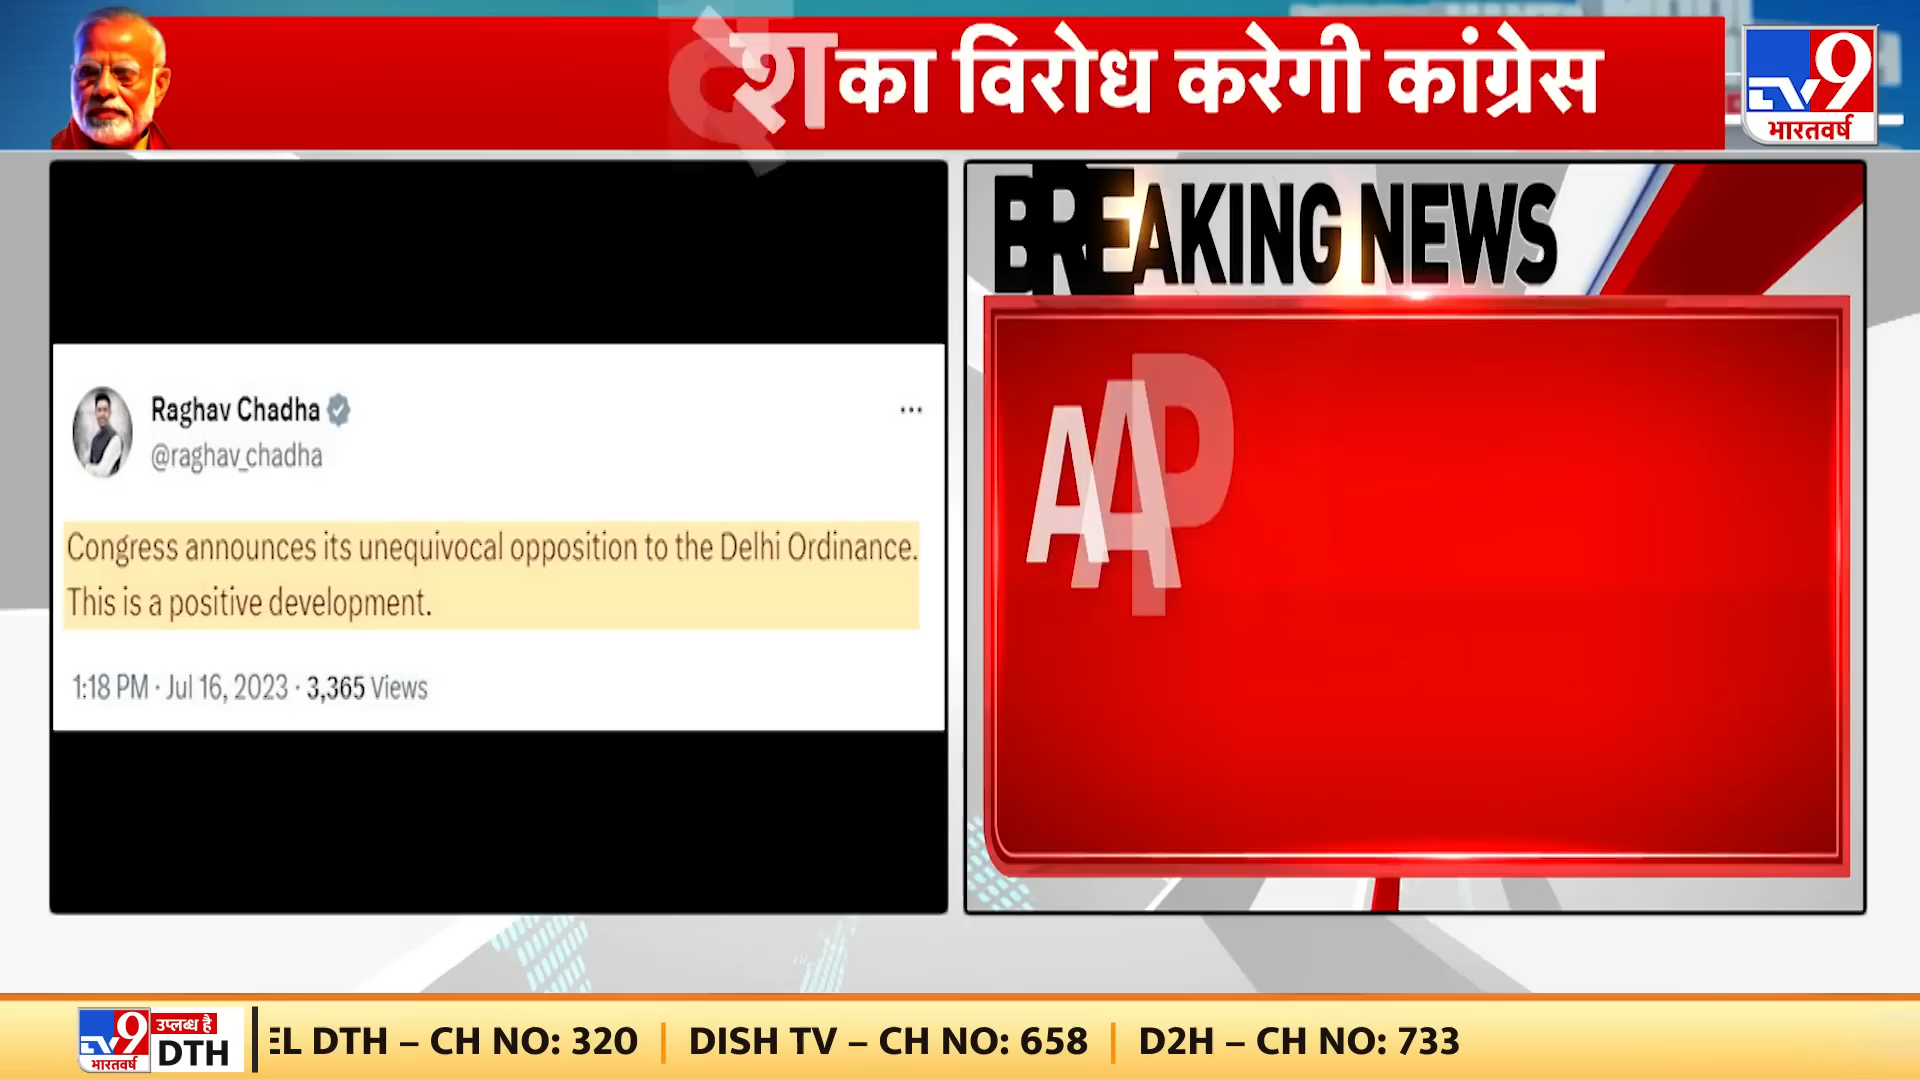 का विरोध करेगी कांग्रेस
TV9
भारतवर्ष
BREAKING NEWS
Raghav Chadha
@raghav_chadha
Congress announces its unequivocal opposition to the Delhi Ordinance.
This is a positive development.
1:18 PM · Jul 16, 2023 · 3,365 Views
AAP
TV9 भारतवर्ष उप्लब्ध है DTH
EL DTH – CH NO: 320 | DISH TV – CH NO: 658 | D2H – CH NO: 733